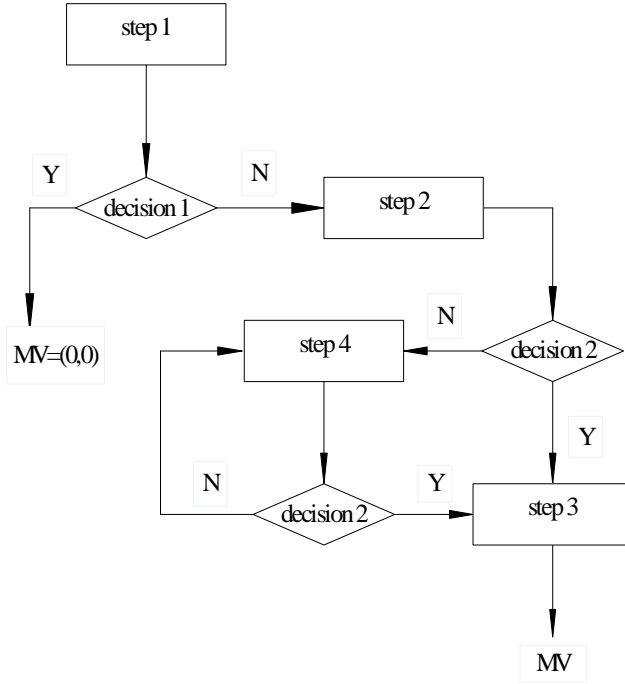 step 1
Y
N
decision 1
step 2
MV=(0,0)
N
step 4
decision 2
Y
N
Y
decision 2
step 3
MV